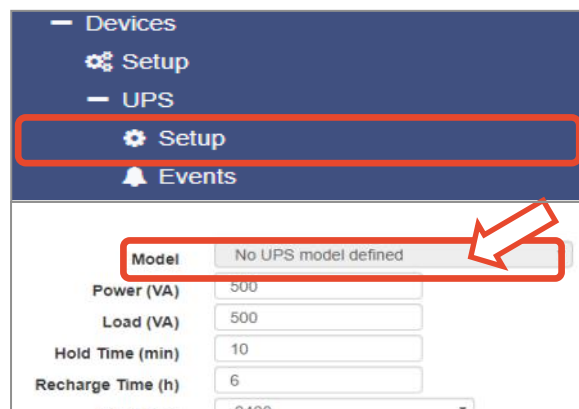 Devices
Setup
UPS
Setup
Events
Model No UPS model defined
Power (VA) 500
Load (VA) 500
Hold Time (min) 10
Recharge Time (h) 6